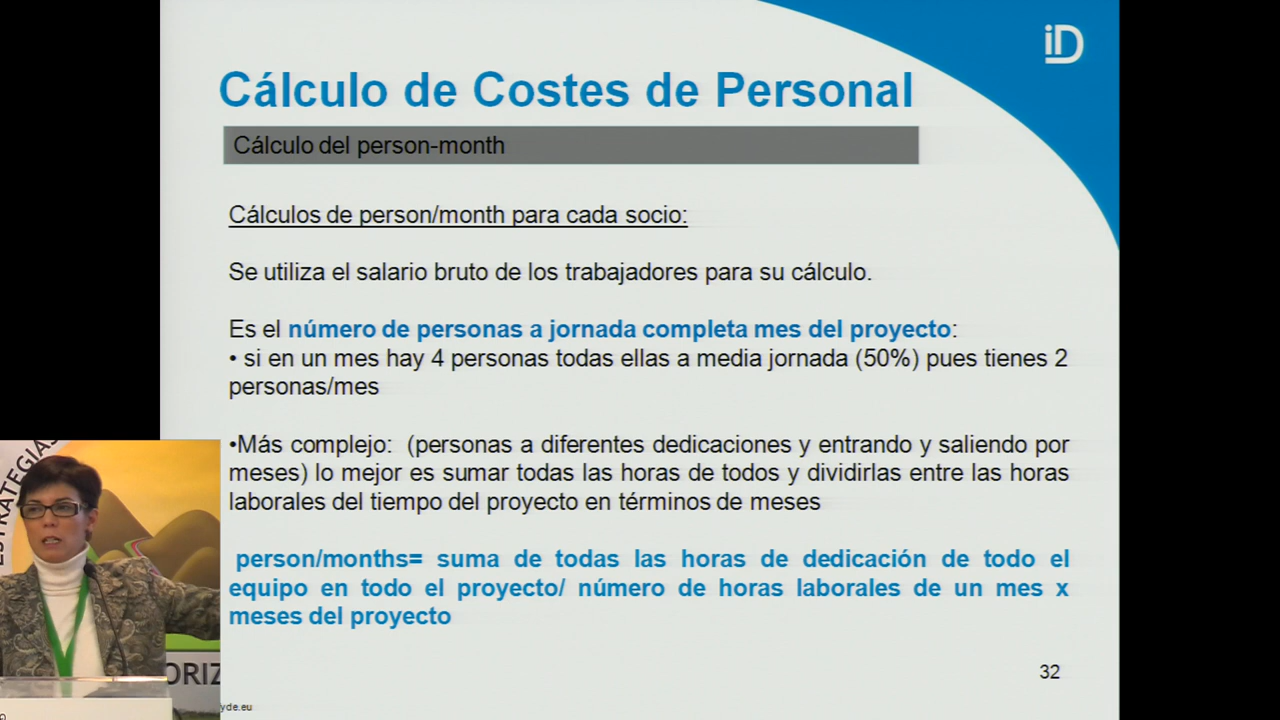 iD
Cálculo de Costes de Personal
Cálculo del person-month
Cálculos de person/month para cada socio:
Se utiliza el salario bruto de los trabajadores para su cálculo.
Es el número de personas a jornada completa mes del proyecto:
• si en un mes hay 4 personas todas ellas a media jornada (50%) pues tienes 2
personas/mes
•Más complejo: (personas a diferentes dedicaciones y entrando y saliendo por
meses) lo mejor es sumar todas las horas de todos y dividirlas entre las horas
laborales del tiempo del proyecto en términos de meses
person/months= suma de todas las horas de dedicación de todo el
equipo en todo el proyecto/ número de horas laborales de un mes x
meses del proyecto
32
yde.eu
ESTRATEGIAS
ORIZ